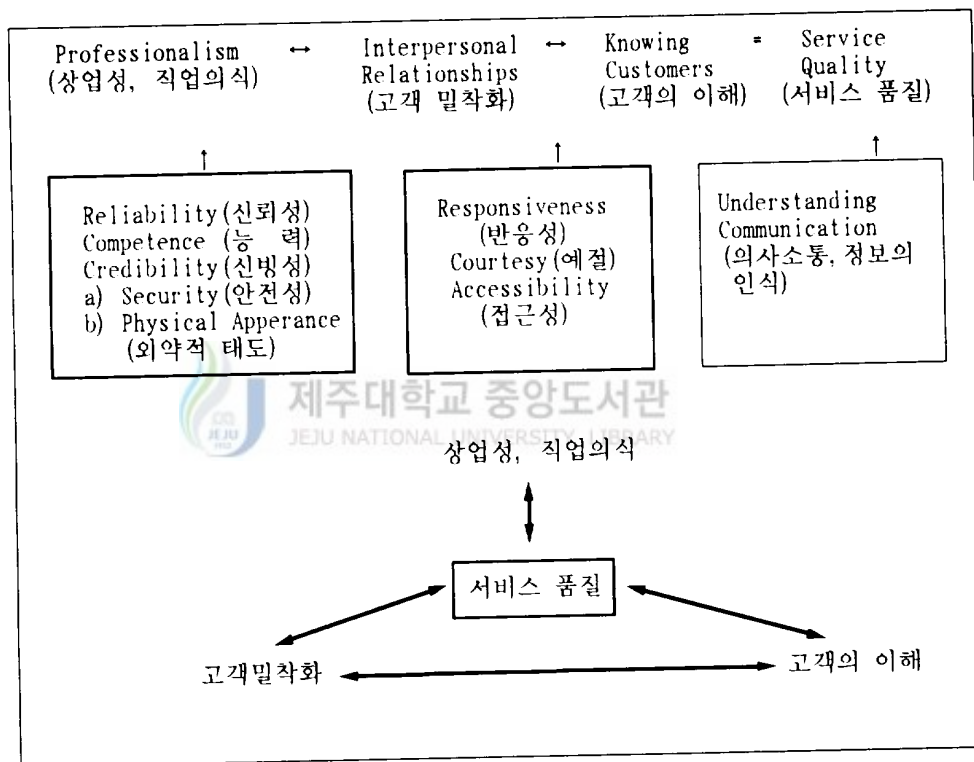 Professionalism ↔ Interpersonal ↔ Knowing = Service
(상업성, 직업의식) Relationships Customers Quality
(고객 밀착화) (고객의 이해) (서비스 품질)
↑ ↑ ↑
Reliability(신뢰성)
Competence (능 력)
Credibility(신빙성)
a) Security(안전성)
b) Physical Apperance
(외약적 태도)
Responsiveness
(반응성)
Courtesy(예절)
Accessibility
(접근성)
Understanding
Communication
(의사소통, 정보의
인식)
제주대학교 중앙도서관
JEJU NATIONAL UNIVERSITY LIBRARY
JEJU
1952
상업성, 직업의식
서비스 품질
고객밀착화
고객의 이해